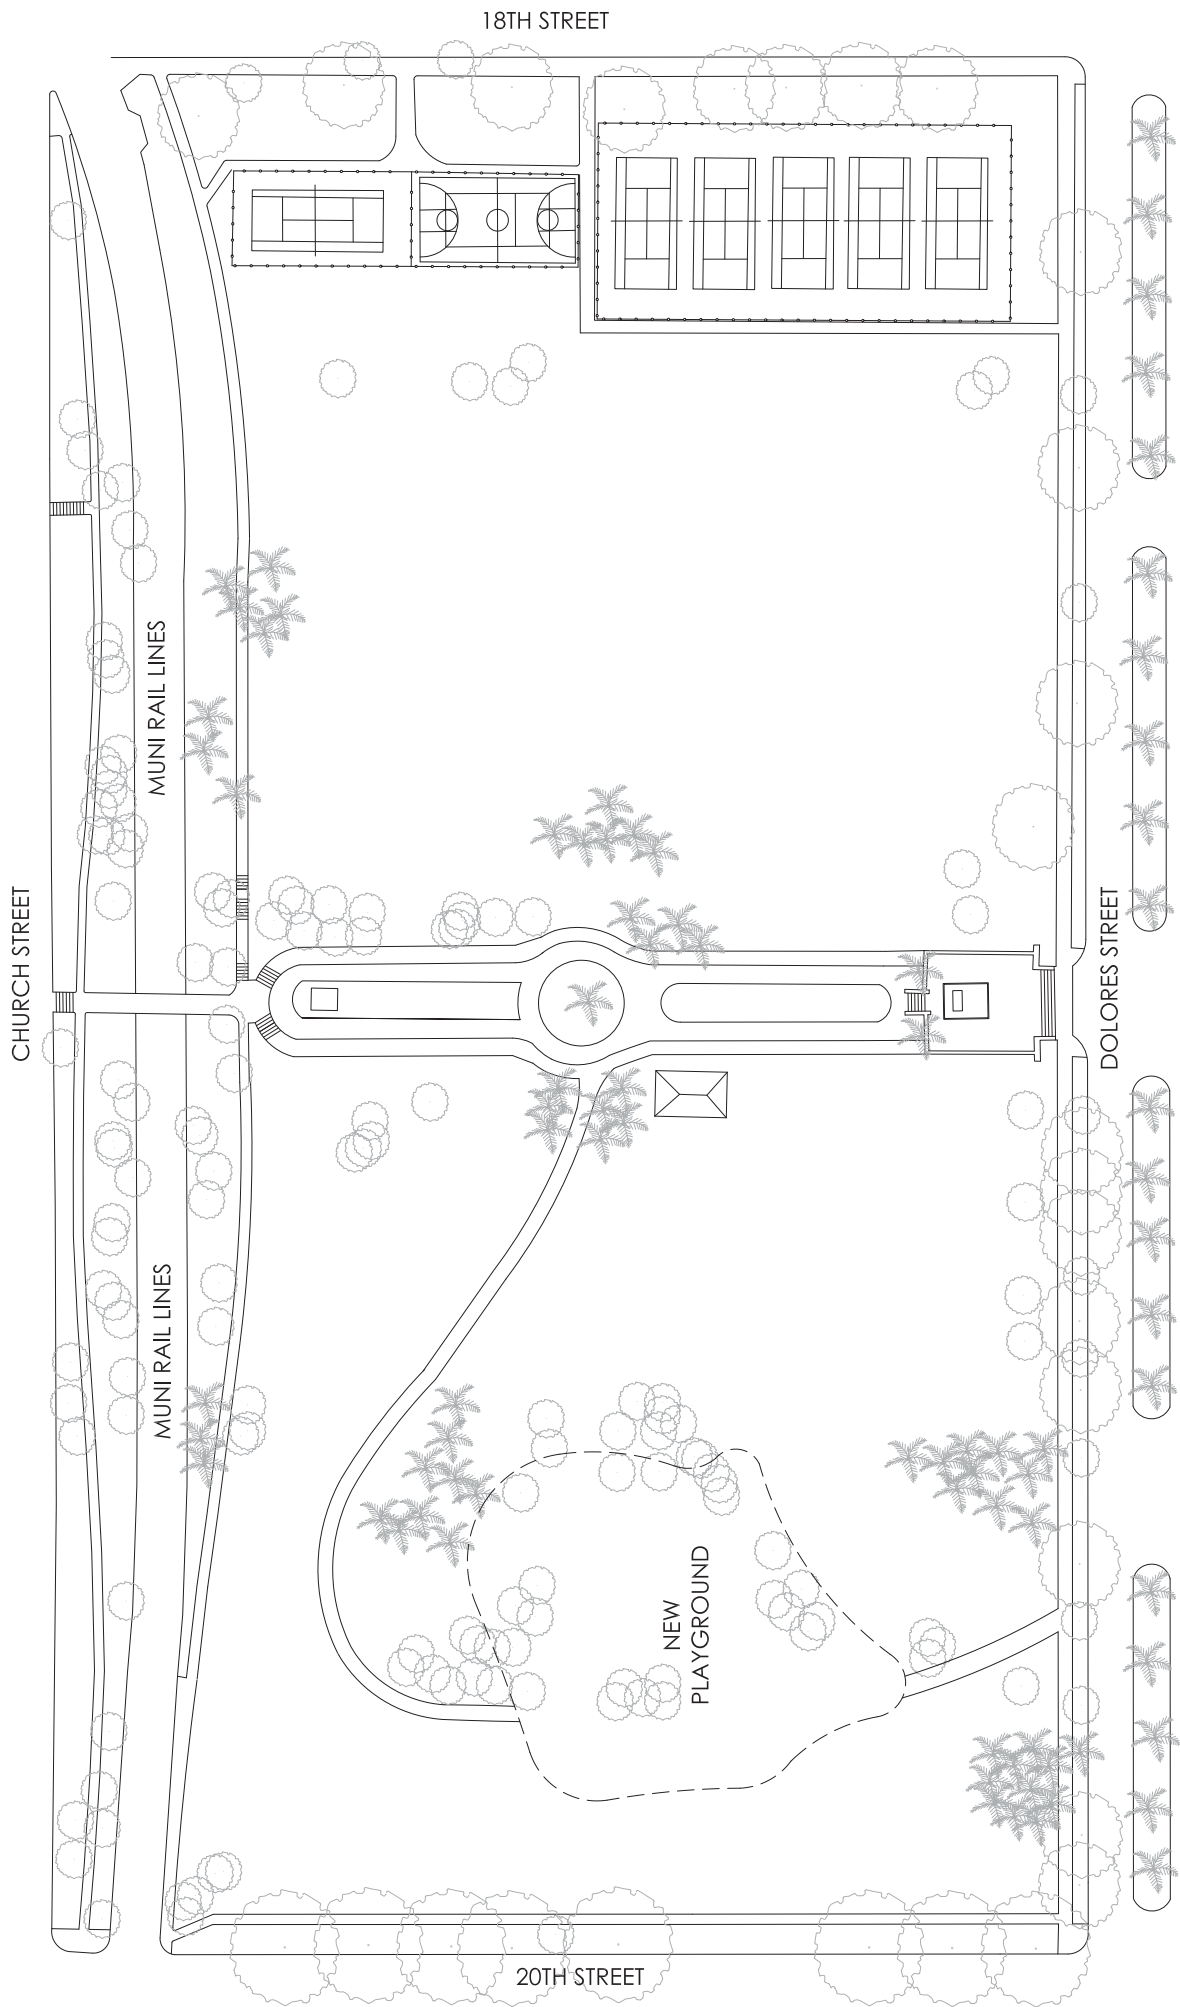 18TH STREET
MUNI RAIL LINES
CHURCH STREET
DOLORES STREET
MUNI RAIL LINES
NEW
PLAYGROUND
20TH STREET